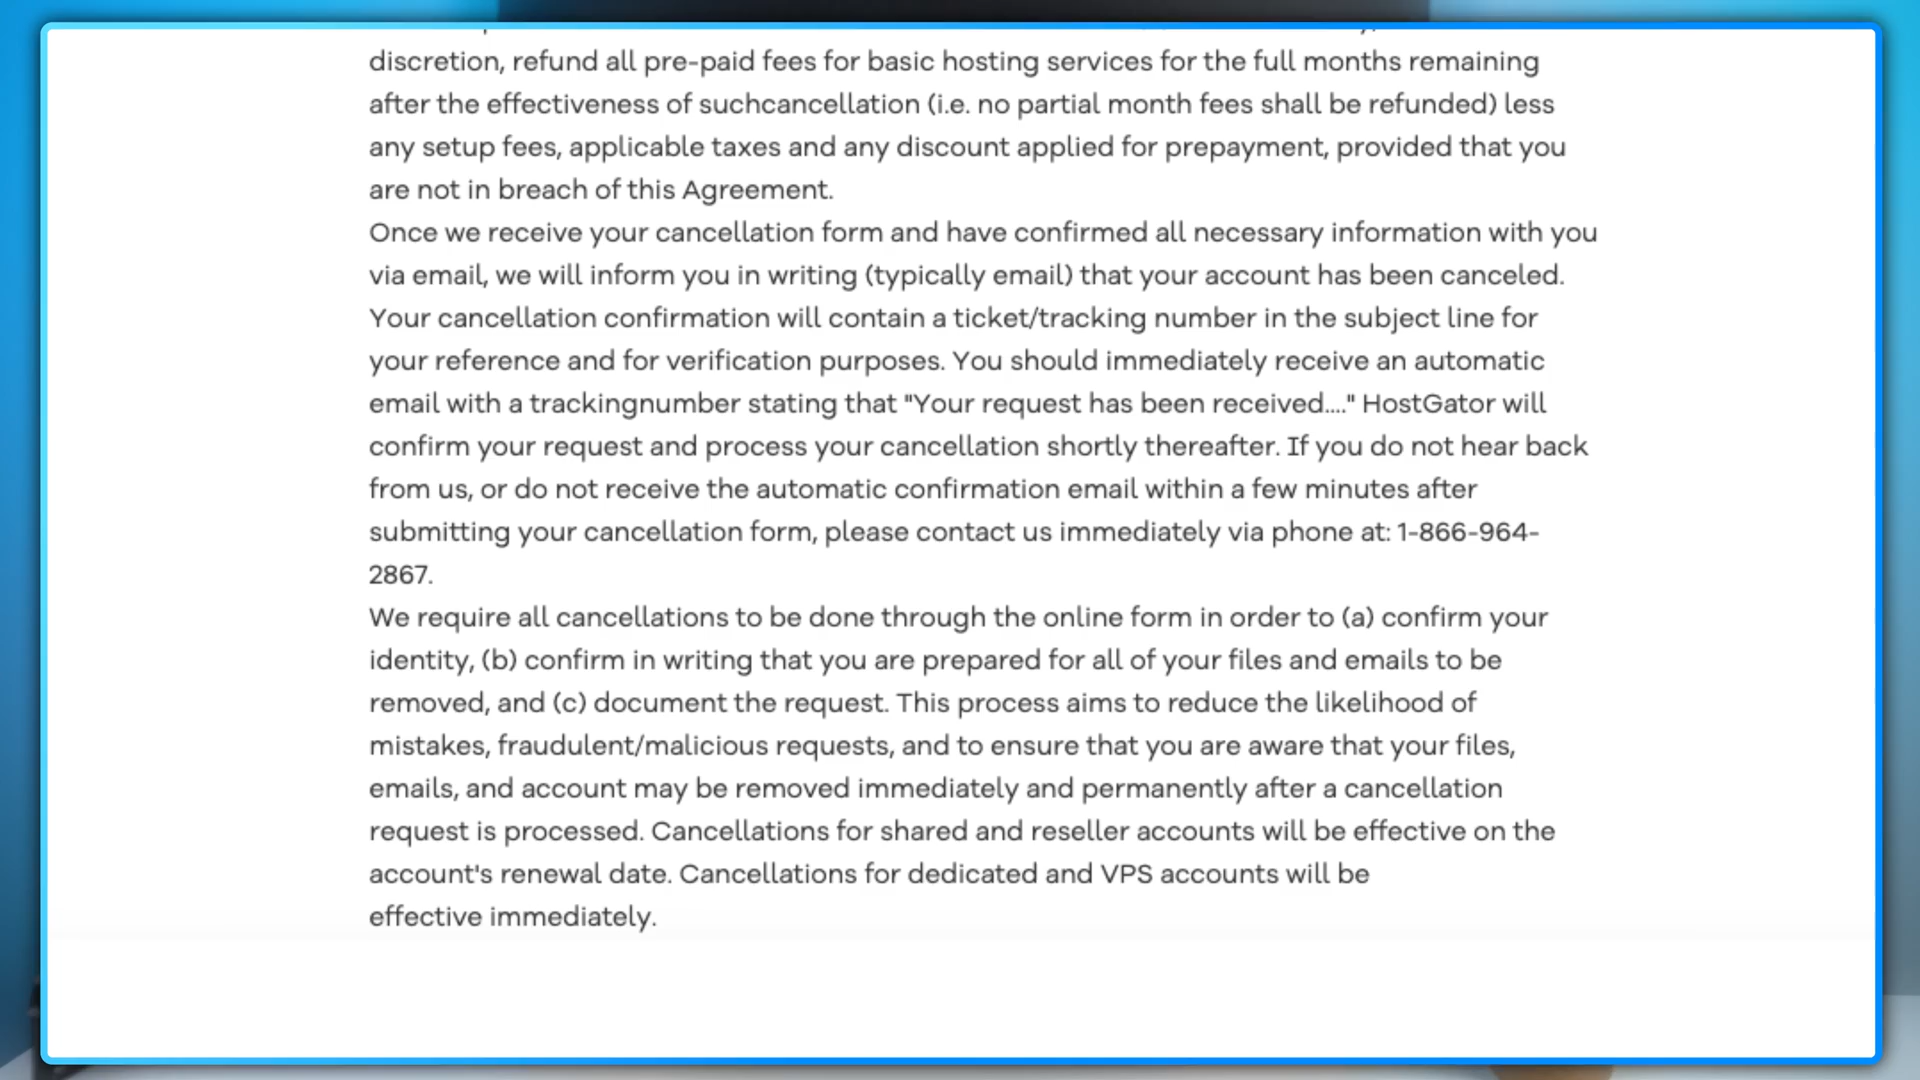 discretion, refund all pre-paid fees for basic hosting services for the full months remaining
after the effectiveness of suchcancellation (i.e. no partial month fees shall be refunded) less
any setup fees, applicable taxes and any discount applied for prepayment, provided that you
are not in breach of this Agreement.
Once we receive your cancellation form and have confirmed all necessary information with you
via email, we will inform you in writing (typically email) that your account has been canceled.
Your cancellation confirmation will contain a ticket/tracking number in the subject line for
your reference and for verification purposes. You should immediately receive an automatic
email with a trackingnumber stating that "Your request has been received...." HostGator will
confirm your request and process your cancellation shortly thereafter. If you do not hear back
from us, or do not receive the automatic confirmation email within a few minutes after
submitting your cancellation form, please contact us immediately via phone at: 1-866-964-
2867.
We require all cancellations to be done through the online form in order to (a) confirm your
identity, (b) confirm in writing that you are prepared for all of your files and emails to be
removed, and (c) document the request. This process aims to reduce the likelihood of
mistakes, fraudulent/malicious requests, and to ensure that you are aware that your files,
emails, and account may be removed immediately and permanently after a cancellation
request is processed. Cancellations for shared and reseller accounts will be effective on the
account's renewal date. Cancellations for dedicated and VPS accounts will be
effective immediately.